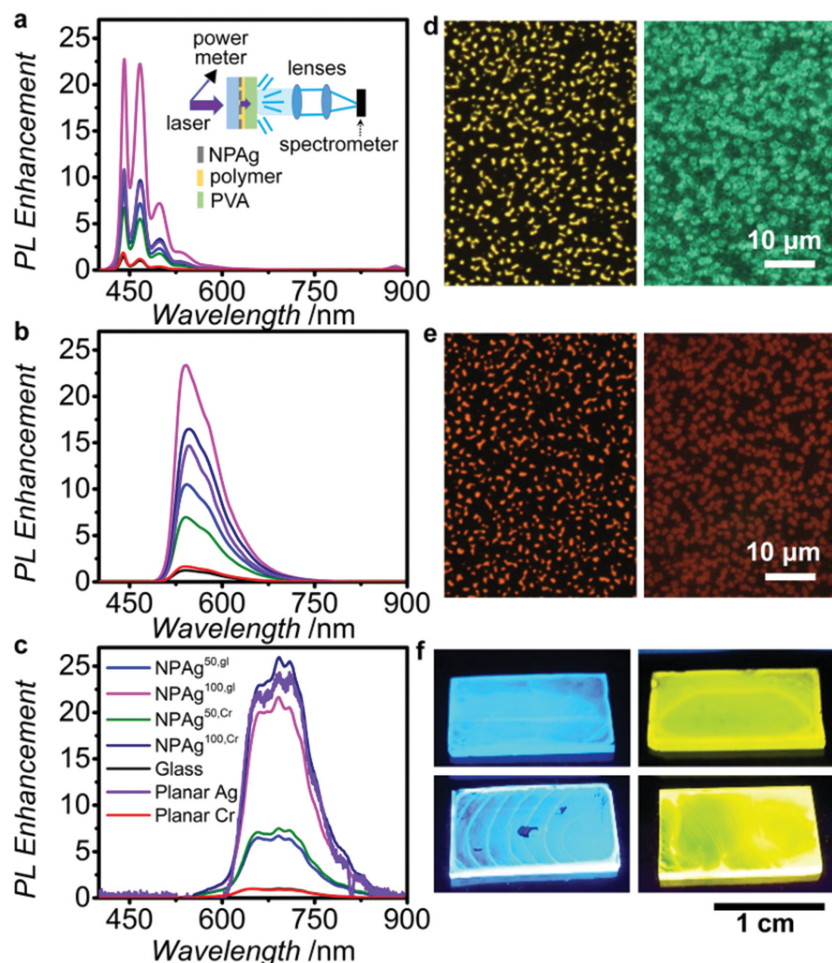 a
PL Enhancement
25
20
15
10
5
0
450 600 750 900
Wavelength /nm
power
meter
laser
lenses
spectrometer
NPAg
polymer
PVA
b
PL Enhancement
25
20
15
10
5
0
450 600 750 900
Wavelength /nm
c
PL Enhancement
25
20
15
10
5
0
NPAg50,gl
NPAg100,gl
NPAg50,Cr
NPAg100,Cr
Glass
Planar Ag
Planar Cr
450 600 750 900
Wavelength /nm
d
10 µm
e
10 µm
f
1 cm